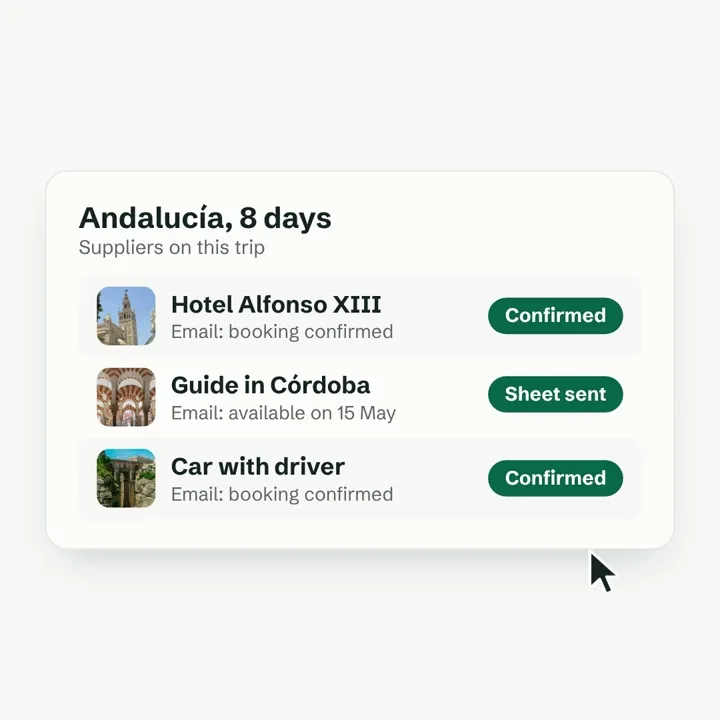 Andalucía, 8 days
Suppliers on this trip
Hotel Alfonso XIII
Email: booking confirmed
Confirmed
Guide in Córdoba
Email: available on 15 May
Sheet sent
Car with driver
Email: booking confirmed
Confirmed